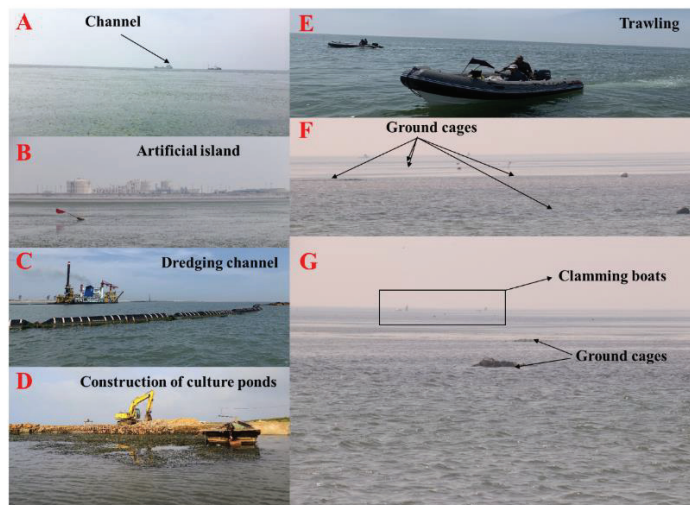 A
Channel
B
Artificial island
C
Dredging channel
D
Construction of culture ponds
E
Trawling
F
Ground cages
G
Clamming boats
Ground cages